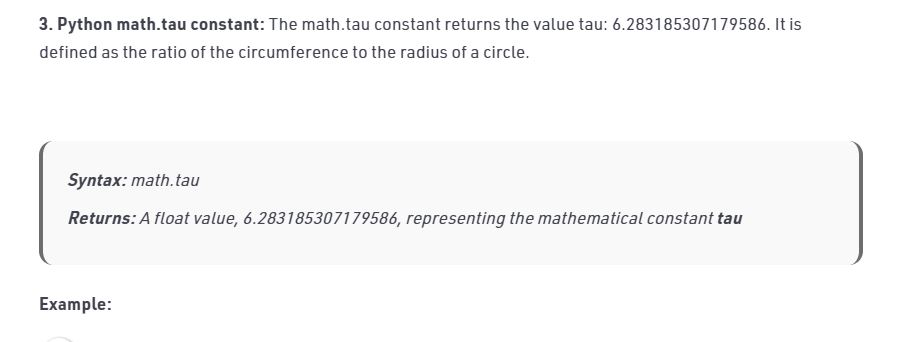 3. Python math.tau constant: The math.tau constant returns the value tau: 6.283185307179586. It is
defined as the ratio of the circumference to the radius of a circle.
Syntax: math.tau
Returns: A float value, 6.283185307179586, representing the mathematical constant tau
Example: